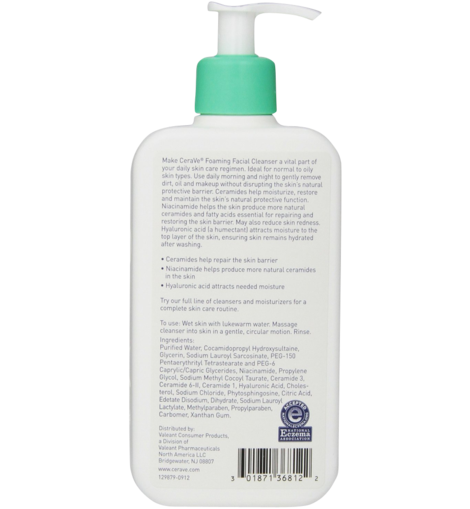 Make CeraVe® Foaming Facial Cleanser a vital part of
your daily skin care regimen. Ideal for normal to oily
skin types. Use daily morning and night to gently remove
dirt, oil and makeup without disrupting the skin's natural
protective barrier. Ceramides help moisturize, restore
and maintain the skin's natural protective function.
Niacinamide helps the skin produce more natural
ceramides and fatty acids essential for repairing and
restoring the skin barrier. May also reduce skin redness.
Hyaluronic acid (a humectant) attracts moisture to the
top layer of the skin, ensuring skin remains hydrated
after washing.
• Ceramides help repair the skin barrier
• Niacinamide helps produce more natural ceramides
in the skin
• Hyaluronic acid attracts needed moisture
Try our full line of cleansers and moisturizers for a
complete skin care routine.
To use: Wet skin with lukewarm water. Massage
cleanser into skin in a gentle, circular motion. Rinse.
Ingredients:
Purified Water, Cocamidopropyl Hydroxysultaine,
Glycerin, Sodium Lauroyl Sarcosinate, PEG-150
Pentaerythrityl Tetrastearate and PEG-6
Caprylic/Capric Glycerides, Niacinamide, Propylene
Glycol, Sodium Methyl Cocoyl Taurate, Ceramide 3,
Ceramide 6-II, Ceramide 1, Hyaluronic Acid, Choles-
terol, Sodium Chloride, Phytosphingosine, Citric Acid,
Edetate Disodium, Dihydrate, Sodium Lauroyl
Lactylate, Methylparaben, Propylparaben,
Carbomer, Xanthan Gum.
ACCEPTED
e
NATIONAL
Eczema
ASSOCIATION
Distributed by:
Valeant Consumer Products,
a Division of
Valeant Pharmaceuticals
North America LLC
Bridgewater, NJ 08807
www.cerave.com
129879-0912
3 01871 36812 2